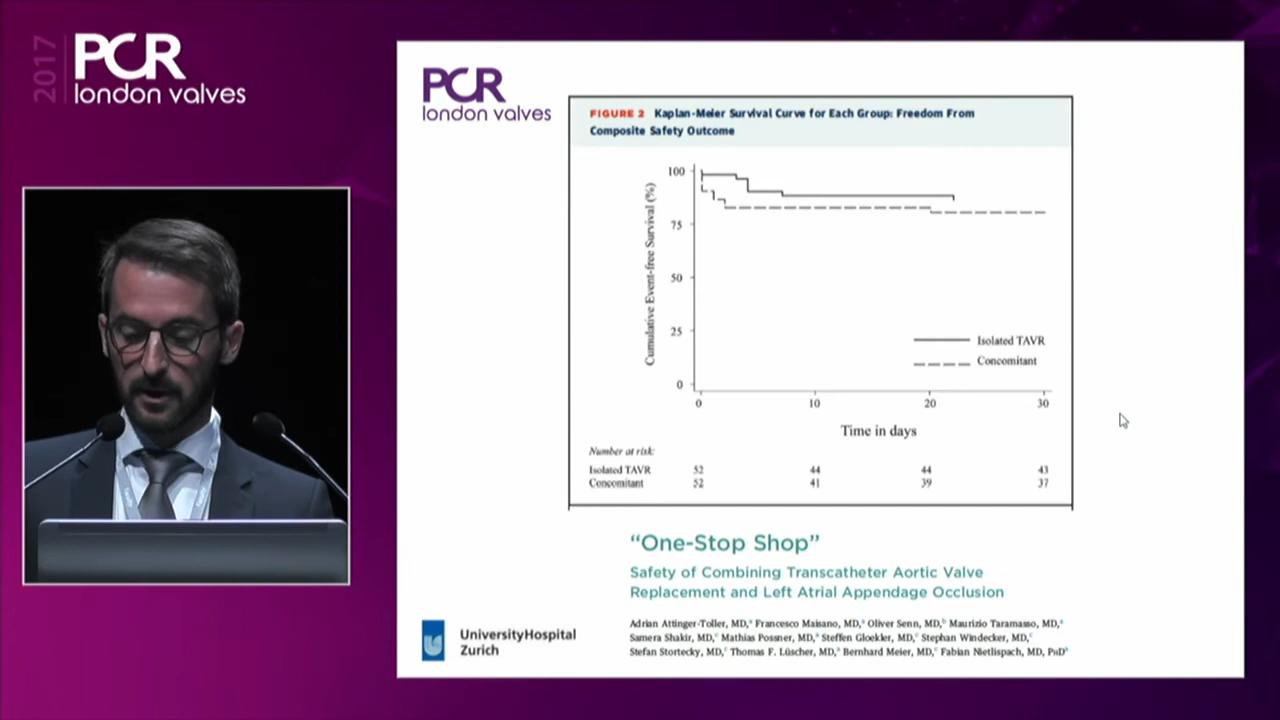 2017
PCR
london valves
PCR
london valves
FIGURE 2 Kaplan-Meier Survival Curve for Each Group: Freedom From
Composite Safety Outcome
Cumulative Event-free Survival (%)
100
75
50
25
0
Isolated TAVR
Concomitant
0 10 20 30
Time in days
Number at risk:
Isolated TAVR 52 44 44 43
Concomitant 52 41 39 37
“One-Stop Shop”
Safety of Combining Transcatheter Aortic Valve
Replacement and Left Atrial Appendage Occlusion
Adrian Attinger-Toller, MD,a Francesco Maisano, MD,a Oliver Senn, MD,b Maurizio Taramasso, MD,a
Samera Shakir, MD,c Mathias Possner, MD,a Steffen Gloekler, MD,c Stephan Windecker, MD,c
Stefan Stortecky, MD,c Thomas F. Lüscher, MD,a Bernhard Meier, MD,c Fabian Nietlispach, MD, PhDa
UniversityHospital
Zurich